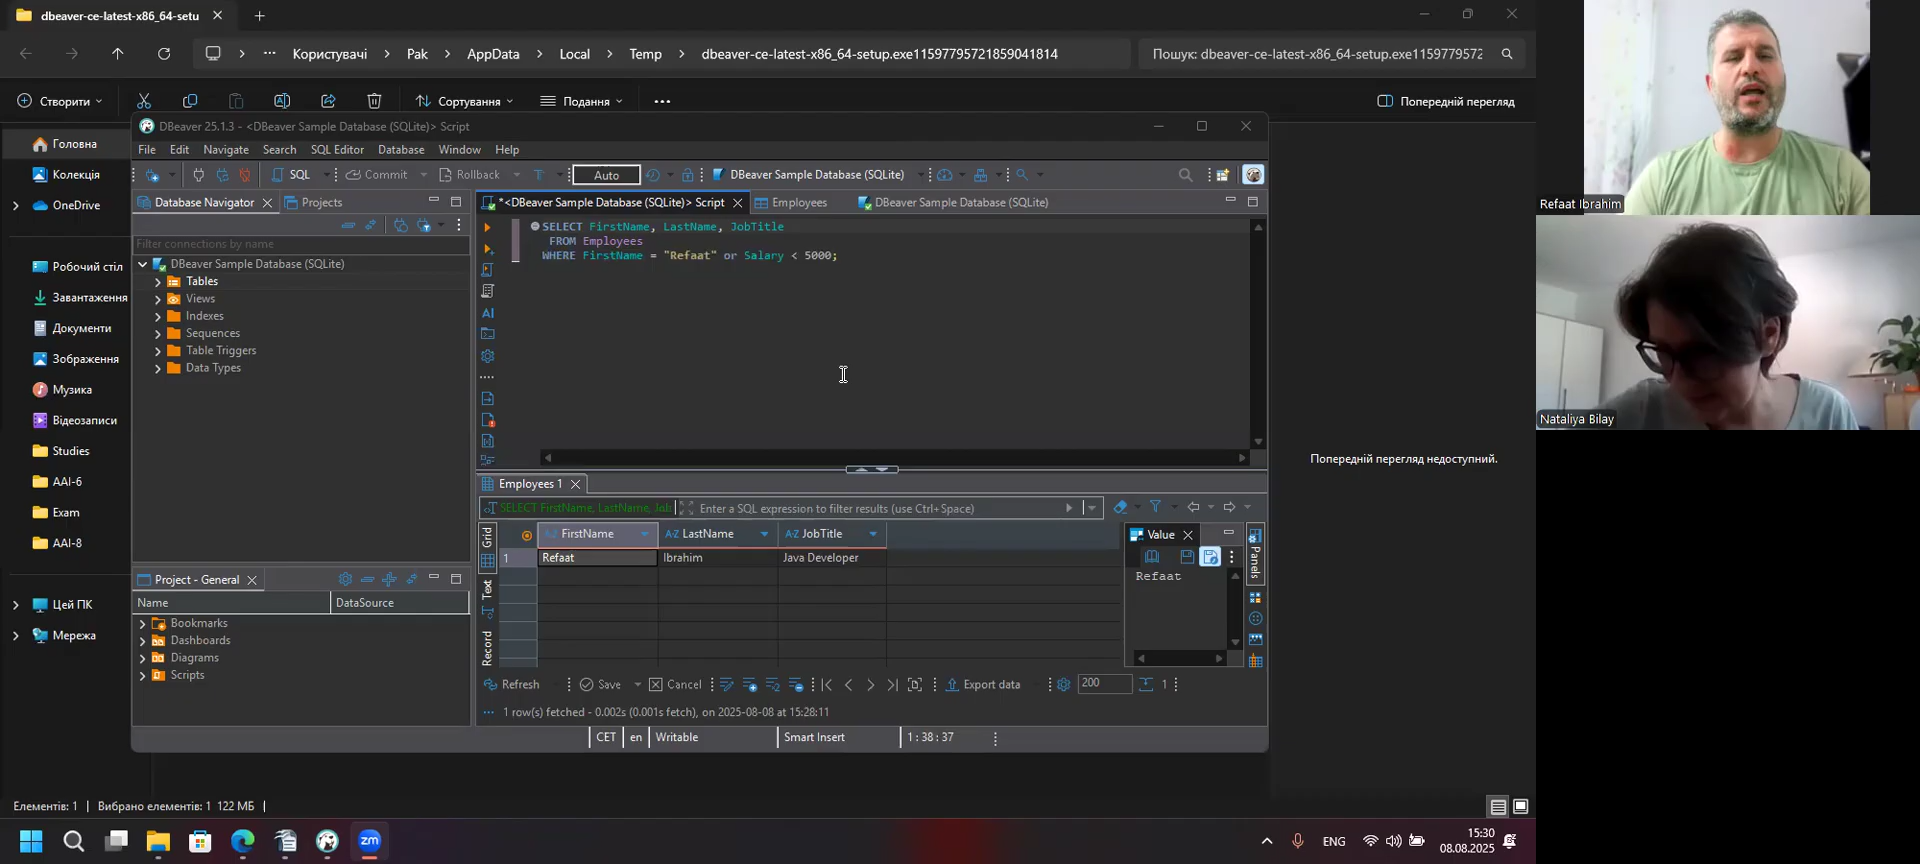 dbeaver-ce-latest-x86_64-setu
Користувачі Pak AppData Local Temp dbeaver-ce-latest-x86_64-setup.exe11597795721859041814 Пошук: dbeaver-ce-latest-x86_64-setup.exe1159779572
Створити Сортування Подання Попередній перегляд
Головна
Колекція
OneDrive
Робочий стіл
Завантаження
Документи
Зображення
Музика
Відеозаписи
Studies
AAI-6
Exam
AAI-8
Цей ПК
Мережа
DBeaver 25.1.3 - <DBeaver Sample Database (SQLite)> Script
File Edit Navigate Search SQL Editor Database Window Help
SQL Commit Rollback T Auto DBeaver Sample Database (SQLite)
Database Navigator Projects
Filter connections by name
DBeaver Sample Database (SQLite)
Tables
Views
Indexes
Sequences
Table Triggers
Data Types
Project - General
Name DataSource
Bookmarks
Dashboards
Diagrams
Scripts
*<DBeaver Sample Database (SQLite)> Script Employees DBeaver Sample Database (SQLite)
SELECT FirstName, LastName, JobTitle
FROM Employees
WHERE FirstName = "Refaat" or Salary < 5000;
AI
Employees 1
SELECT FirstName, LastName, Job Enter a SQL expression to filter results (use Ctrl+Space)
Grid
Text
Record
A-Z FirstName A-Z LastName A-Z JobTitle
1 Refaat Ibrahim Java Developer
Value
Refaat
Panels
Refresh Save Cancel Export data 200 1
1 row(s) fetched - 0.002s (0.001s fetch), on 2025-08-08 at 15:28:11
CET en Writable Smart Insert 1 : 38 : 37
Попередній перегляд недоступний.
Елементів: 1 Вибрано елементів: 1 122 МБ
zm
ENG
15:30
08.08.2025
Refaat Ibrahim
Nataliya Bilay